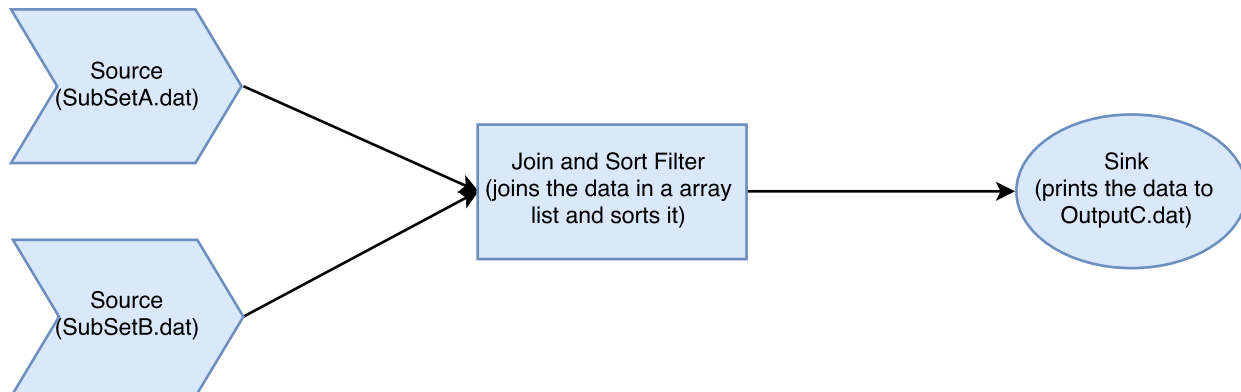 Source
(SubSetA.dat)
Join and Sort Filter
(joins the data in a array
list and sorts it)
Sink
(prints the data to
OutputC.dat)
Source
(SubSetB.dat)